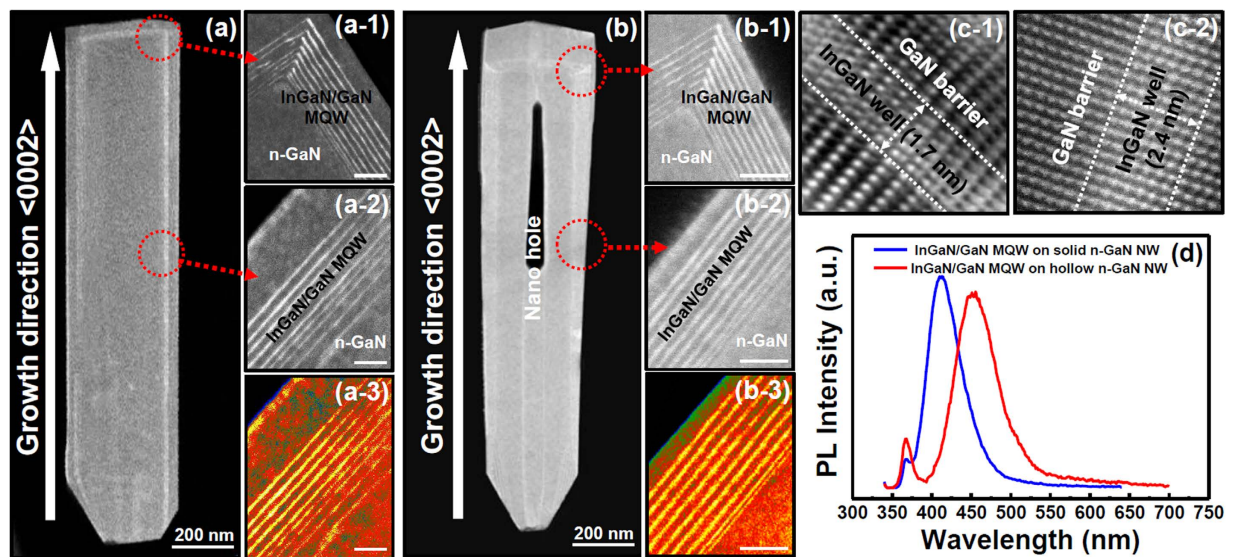 (a)
Growth direction <0002>
200 nm
(a-1)
InGaN/GaN
MQW
n-GaN
(a-2)
InGaN/GaN MQW
n-GaN
(a-3)
(b)
Growth direction <0002>
Nano hole
200 nm
(b-1)
InGaN/GaN
MQW
n-GaN
(b-2)
InGaN/GaN MQW
n-GaN
(b-3)
(c-1)
GaN barrier
InGaN well (1.7 nm)
(c-2)
GaN barrier
InGaN well
(2.4 nm)
(d)
InGaN/GaN MQW on solid n-GaN NW
InGaN/GaN MQW on hollow n-GaN NW
PL Intensity (a.u.)
300 350 400 450 500 550 600 650 700 750
Wavelength (nm)